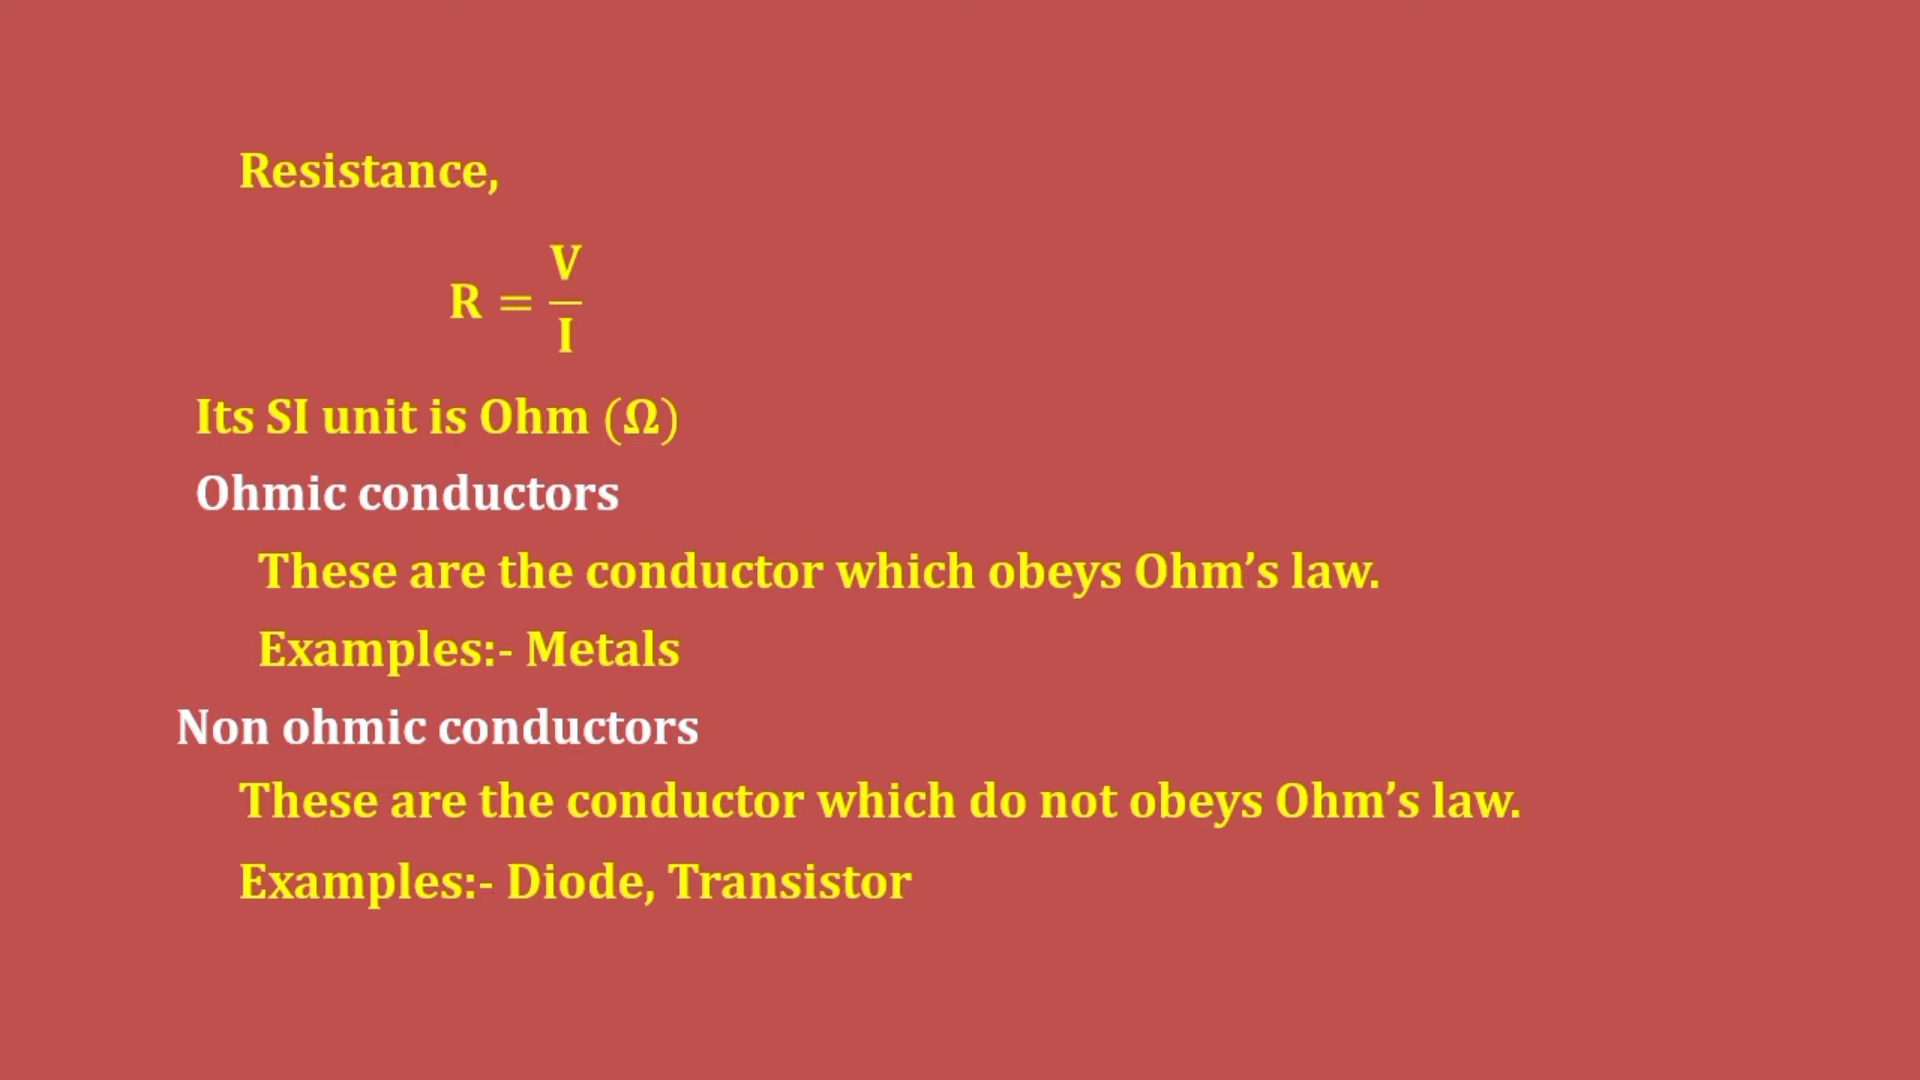 Resistance,
R = V/I
Its SI unit is Ohm (Ω)
Ohmic conductors
These are the conductor which obeys Ohm’s law.
Examples:- Metals
Non ohmic conductors
These are the conductor which do not obeys Ohm’s law.
Examples:- Diode, Transistor